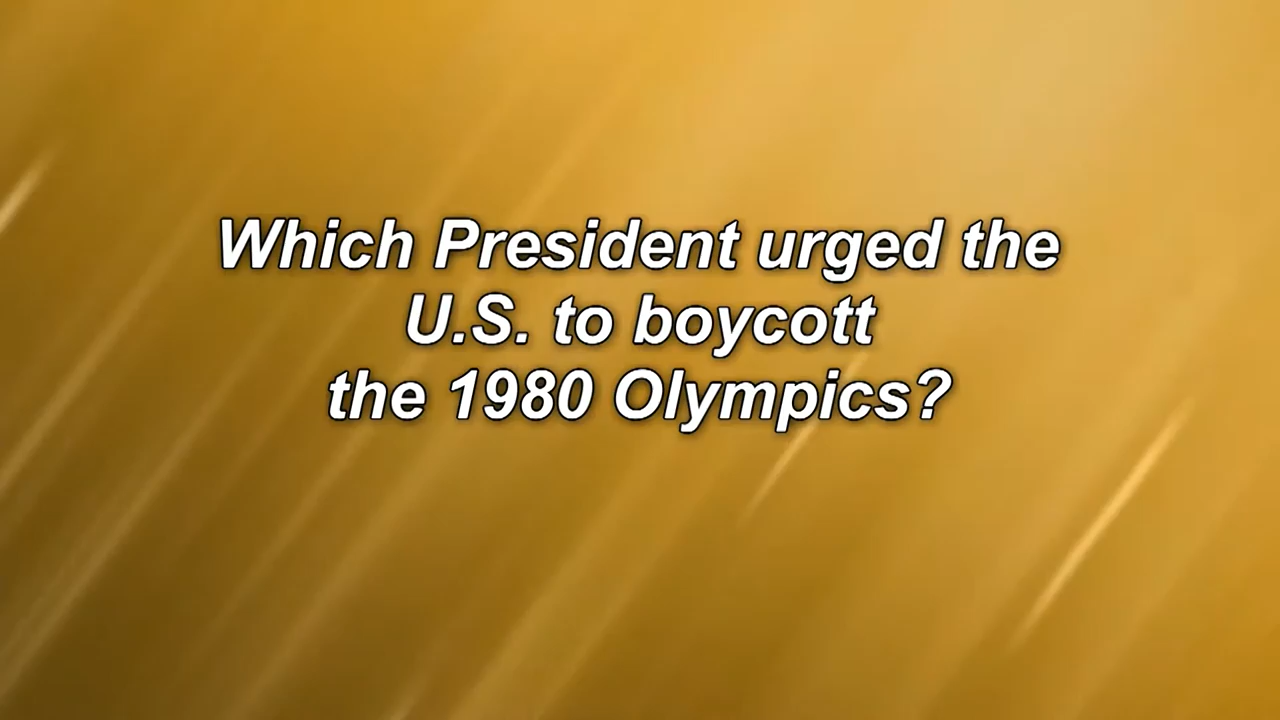 Which President urged the
U.S. to boycott
the 1980 Olympics?